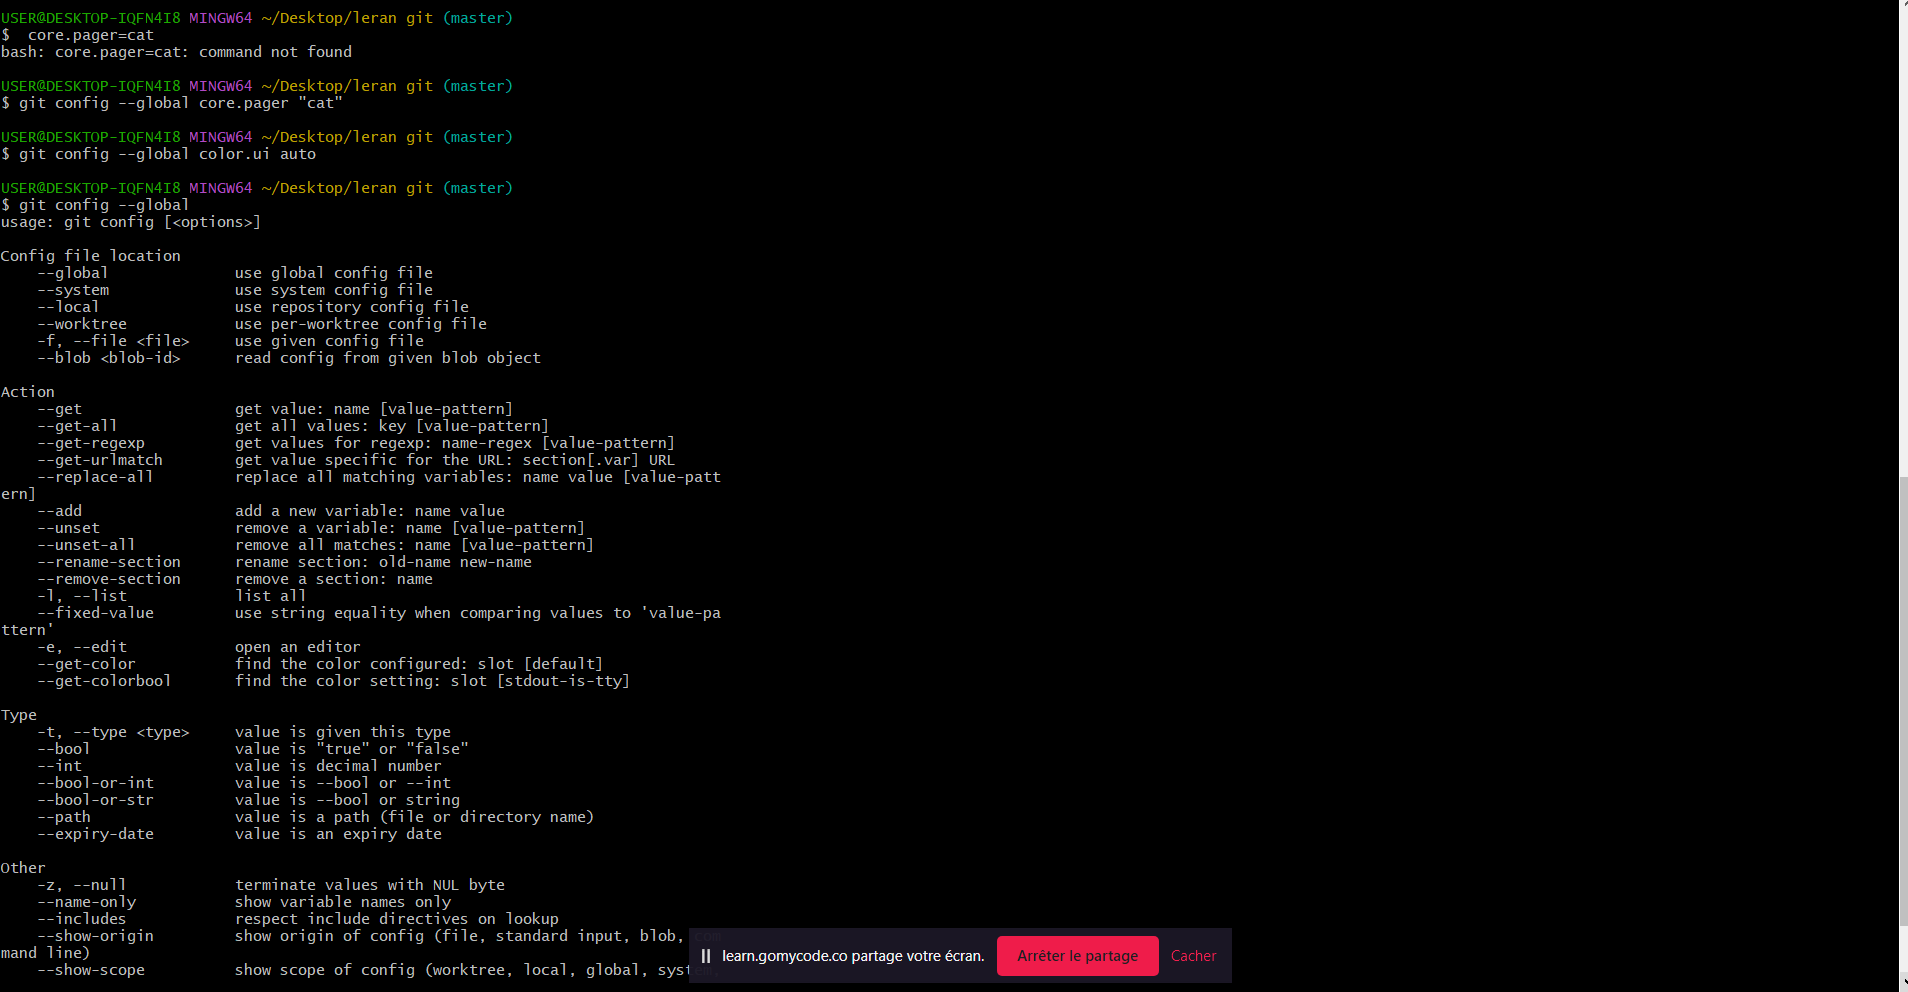 USER@DESKTOP-IQFN4I8 MINGW64 ~/Desktop/leran git (master)
$  core.pager=cat
bash: core.pager=cat: command not found
USER@DESKTOP-IQFN4I8 MINGW64 ~/Desktop/leran git (master)
$ git config --global core.pager "cat"
USER@DESKTOP-IQFN4I8 MINGW64 ~/Desktop/leran git (master)
$ git config --global color.ui auto
USER@DESKTOP-IQFN4I8 MINGW64 ~/Desktop/leran git (master)
$ git config --global
usage: git config [<options>]
Config file location
--global use global config file
--system use system config file
--local use repository config file
--worktree use per-worktree config file
-f, --file <file> use given config file
--blob <blob-id> read config from given blob object
Action
--get get value: name [value-pattern]
--get-all get all values: key [value-pattern]
--get-regexp get values for regexp: name-regex [value-pattern]
--get-urlmatch get value specific for the URL: section[.var] URL
--replace-all replace all matching variables: name value [value-patt
ern]
--add add a new variable: name value
--unset remove a variable: name [value-pattern]
--unset-all remove all matches: name [value-pattern]
--rename-section rename section: old-name new-name
--remove-section remove a section: name
-l, --list list all
--fixed-value use string equality when comparing values to 'value-pa
ttern'
-e, --edit open an editor
--get-color find the color configured: slot [default]
--get-colorbool find the color setting: slot [stdout-is-tty]
Type
-t, --type <type> value is given this type
--bool value is "true" or "false"
--int value is decimal number
--bool-or-int value is --bool or --int
--bool-or-str value is --bool or string
--path value is a path (file or directory name)
--expiry-date value is an expiry date
Other
-z, --null terminate values with NUL byte
--name-only show variable names only
--includes respect include directives on lookup
--show-origin show origin of config (file, standard input, blob, com
mand line)
--show-scope show scope of config (worktree, local, global, system,
learn.gomycode.co partage votre écran. Arrêter le partage Cacher